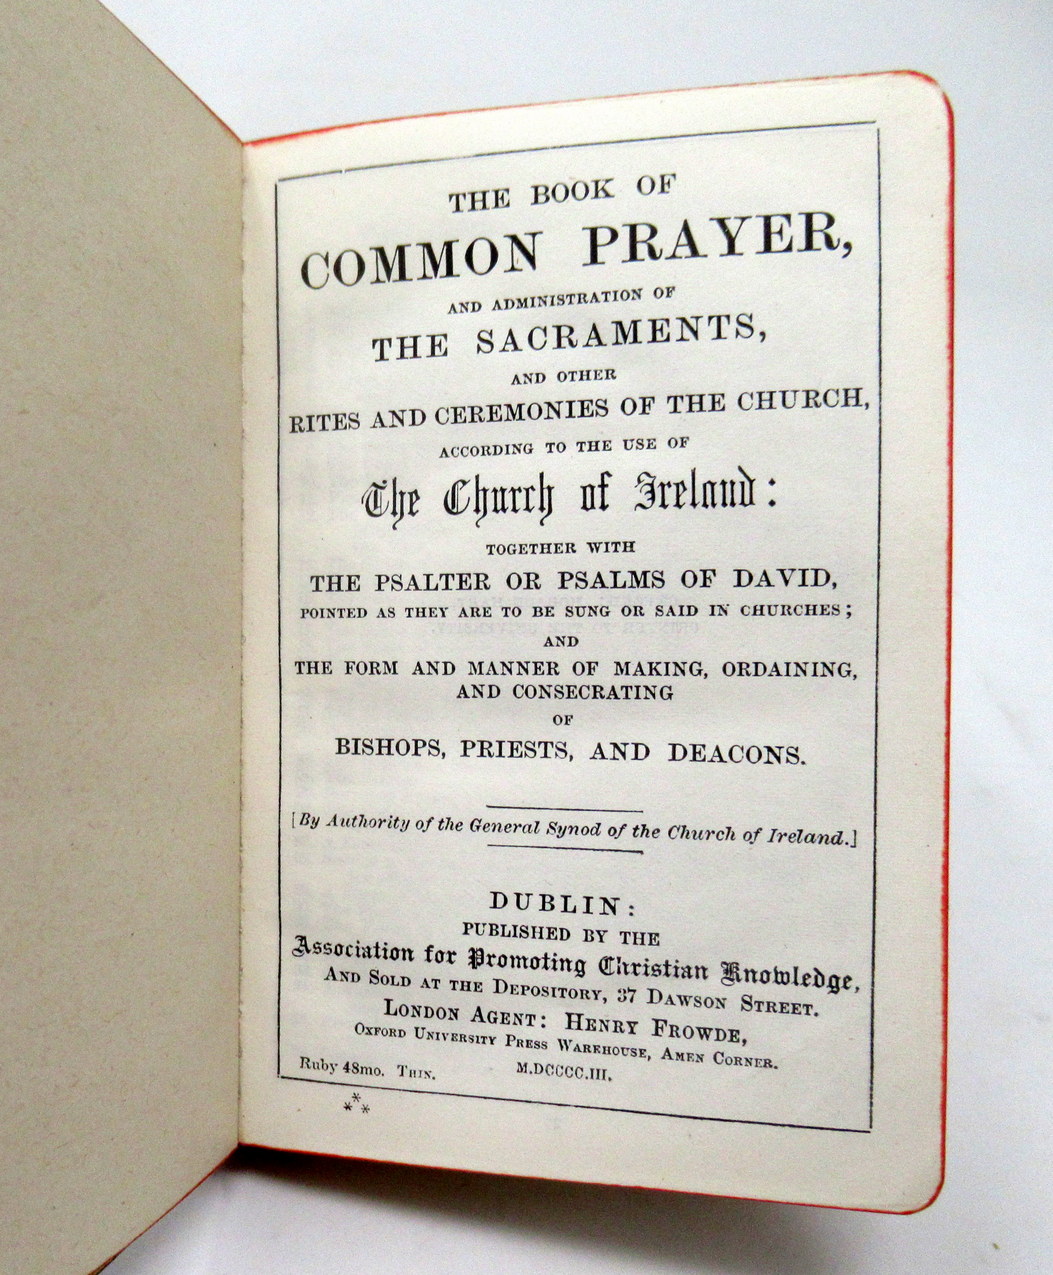 THE BOOK OF
COMMON PRAYER,
AND ADMINISTRATION OF
THE SACRAMENTS,
AND OTHER
RITES AND CEREMONIES OF THE CHURCH,
ACCORDING TO THE USE OF
The Church of Ireland:
TOGETHER WITH
THE PSALTER OR PSALMS OF DAVID,
POINTED AS THEY ARE TO BE SUNG OR SAID IN CHURCHES;
AND
THE FORM AND MANNER OF MAKING, ORDAINING,
AND CONSECRATING
OF
BISHOPS, PRIESTS, AND DEACONS.
[By Authority of the General Synod of the Church of Ireland.]
DUBLIN:
PUBLISHED BY THE
Association for Promoting Christian Knowledge,
AND SOLD AT THE DEPOSITORY, 37 DAWSON STREET.
LONDON AGENT: HENRY FROWDE,
OXFORD UNIVERSITY PRESS WAREHOUSE, AMEN CORNER.
Ruby 48mo. THIN. M.DCCCC.III.